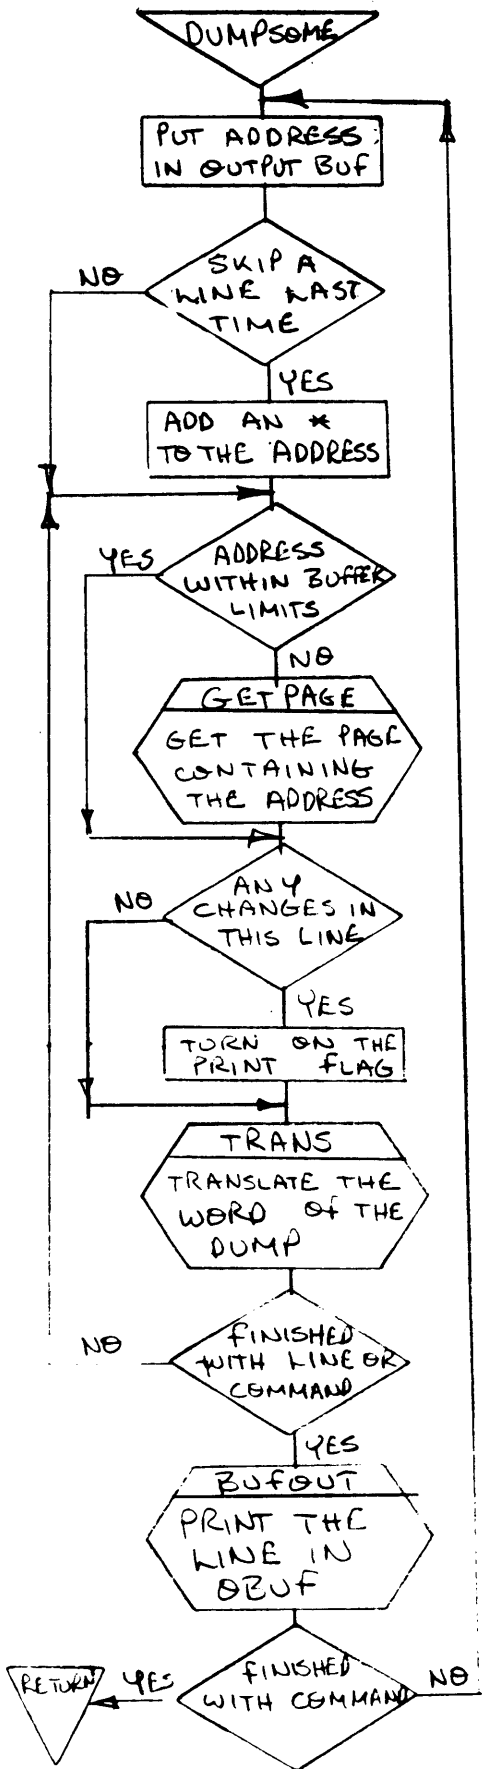 DUMPSOME
PUT ADDRESS
IN OUTPUT BUF
NO
SKIP A
LINE LAST
TIME
YES
ADD AN *
TO THE ADDRESS
YES
ADDRESS
WITHIN BUFFER
LIMITS
NO
GETPAGE
GET THE PAGE
CONTAINING
THE ADDRESS
NO
ANY
CHANGES IN
THIS LINE
YES
TURN ON THE
PRINT FLAG
TRANS
TRANSLATE THE
WORD OF THE
DUMP
NO
FINISHED
WITH LINE OR
COMMAND
YES
BUFOUT
PRINT THE
LINE IN
OBUF
RETURN
YES
FINISHED
WITH COMMAND
NO